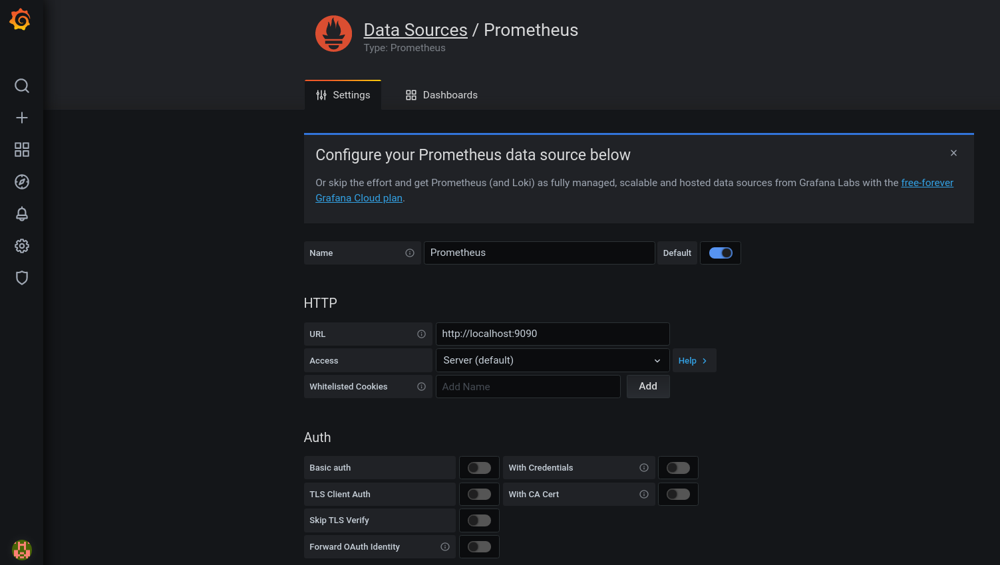 Data Sources / Prometheus
Type: Prometheus
Settings
Dashboards
Configure your Prometheus data source below
Or skip the effort and get Prometheus (and Loki) as fully managed, scalable and hosted data sources from Grafana Labs with the free-forever
Grafana Cloud plan.
Name
Prometheus
Default
HTTP
URL
http://localhost:9090
Access
Server (default)
Help
Whitelisted Cookies
Add Name
Add
Auth
Basic auth
With Credentials
TLS Client Auth
With CA Cert
Skip TLS Verify
Forward OAuth Identity